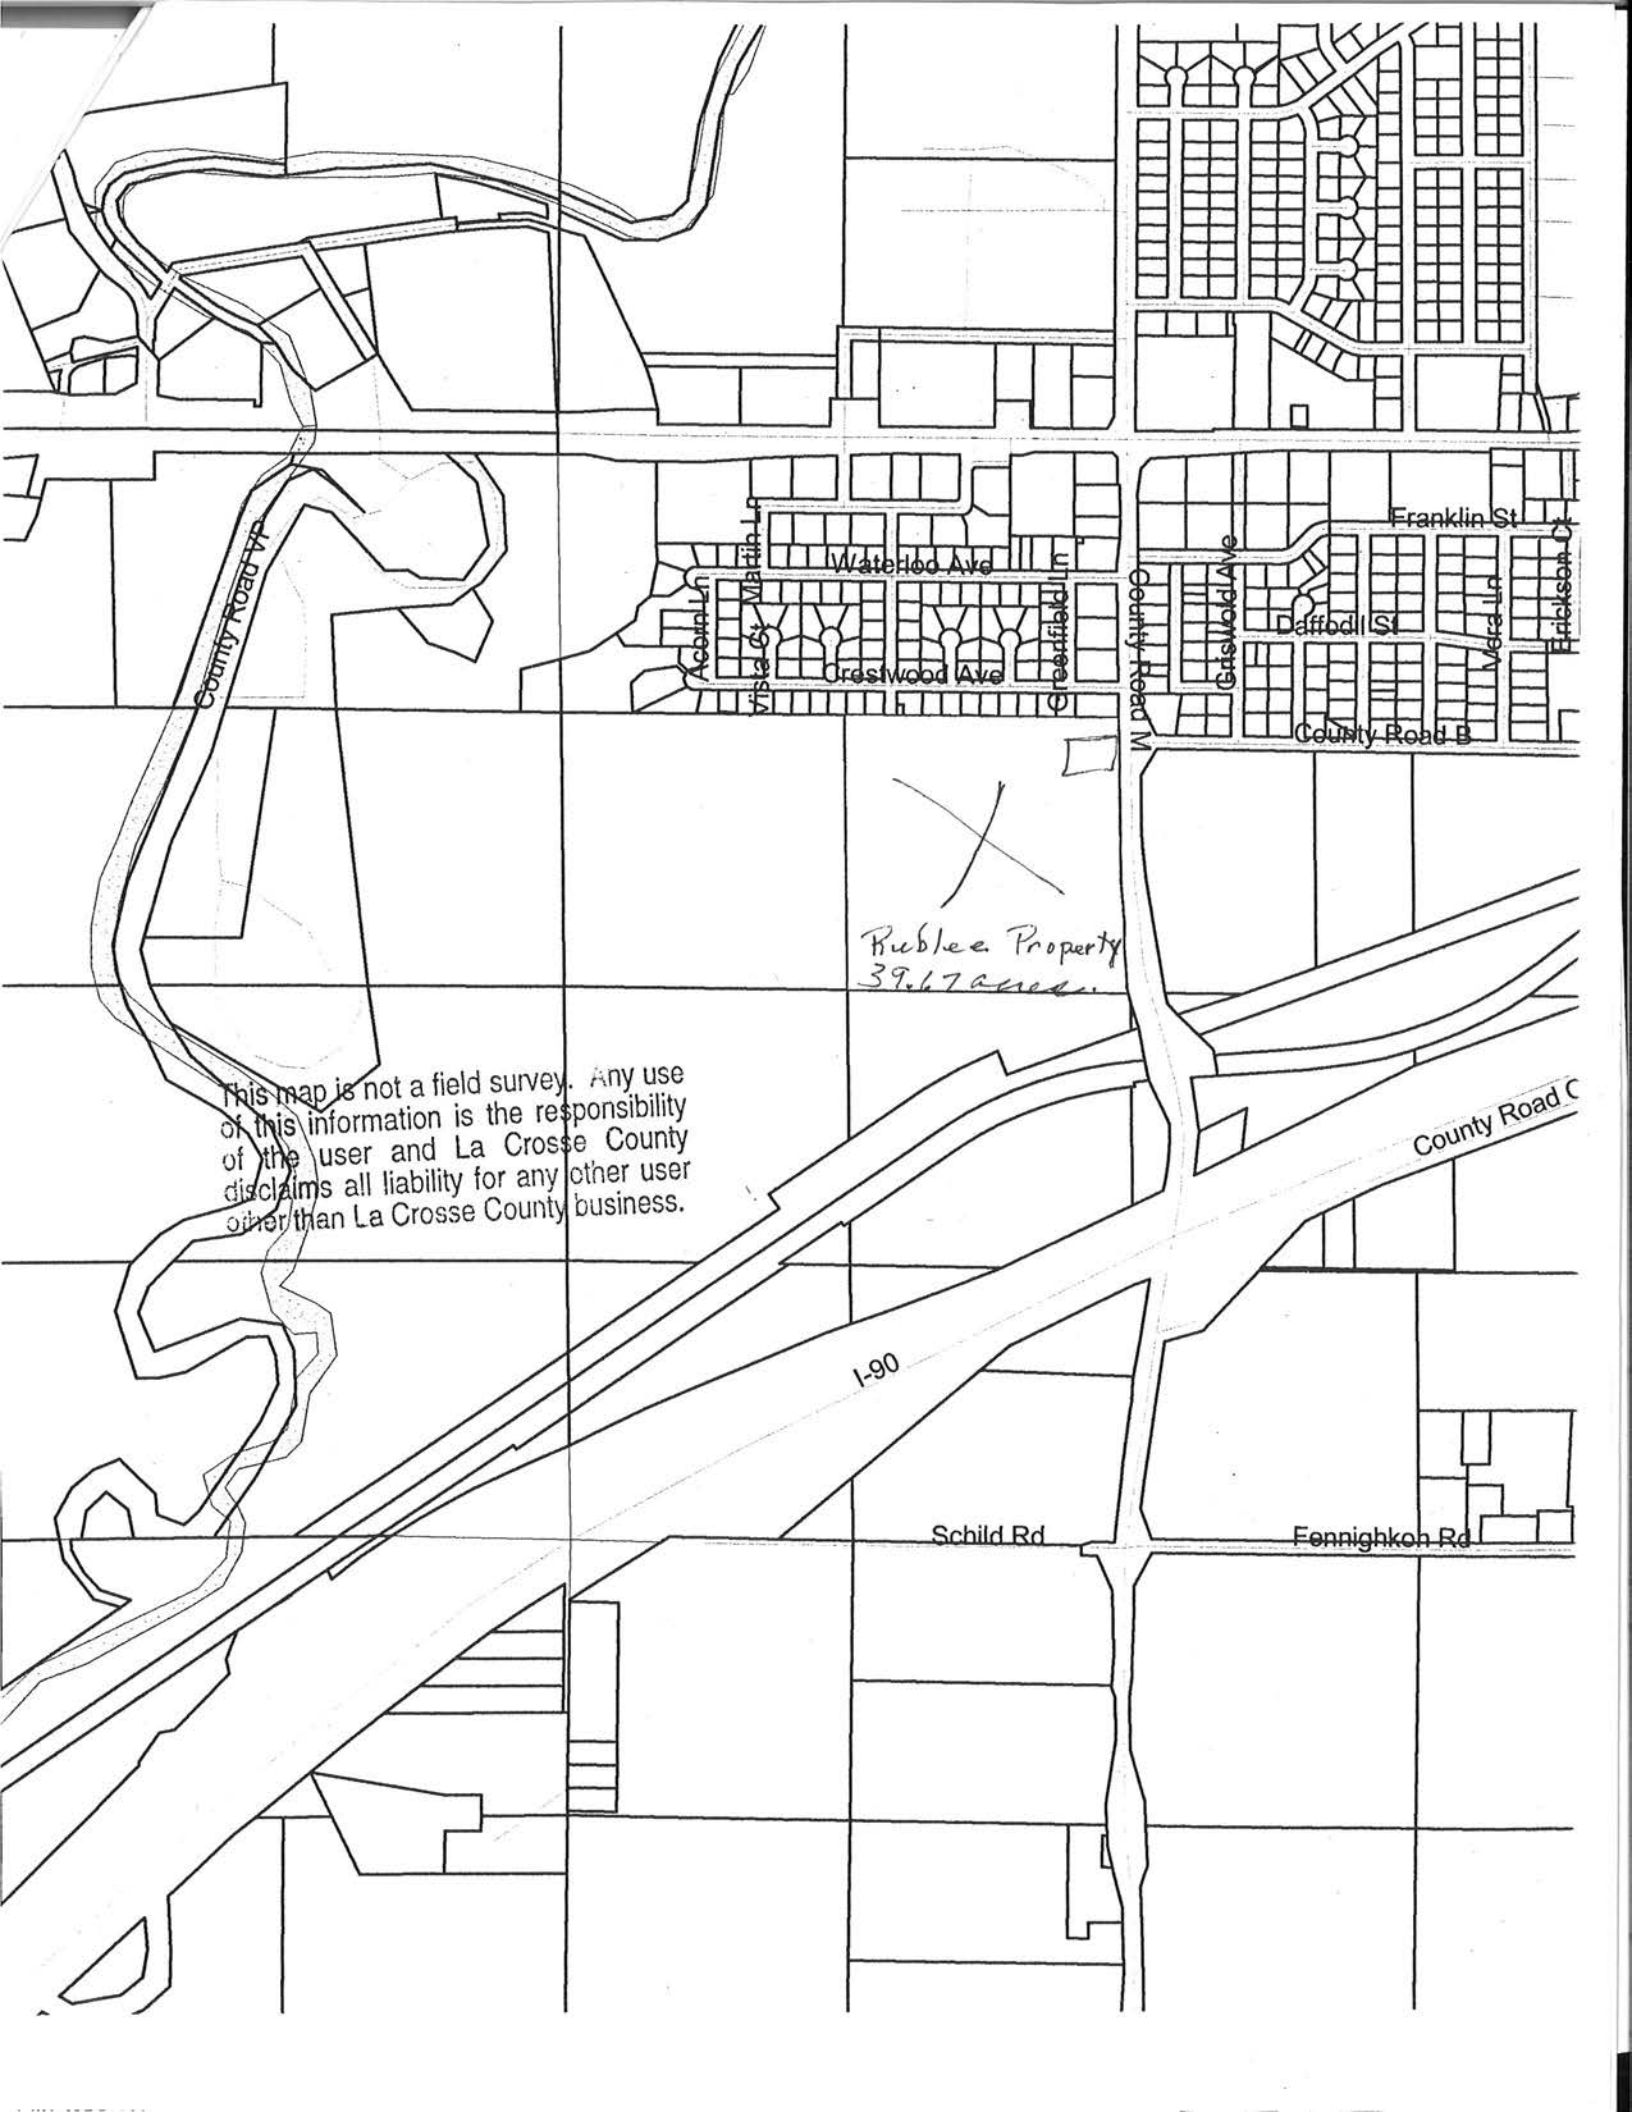 Franklin St
Erickson Ct
County Road VP
Martin Ln
Waterloo Ave
Acorn Ln
Vista Ct
Greenfield Ln
County Road M
Griswold Ave
Daffodil St
Vera Ln
Crestwood Ave
County Road B
Rublee Property
39.67 acres.
This map is not a field survey. Any use
of this information is the responsibility
of the user and La Crosse County
disclaims all liability for any other user
other than La Crosse County business.
County Road C
I-90
Schild Rd
Fennighkoh Rd